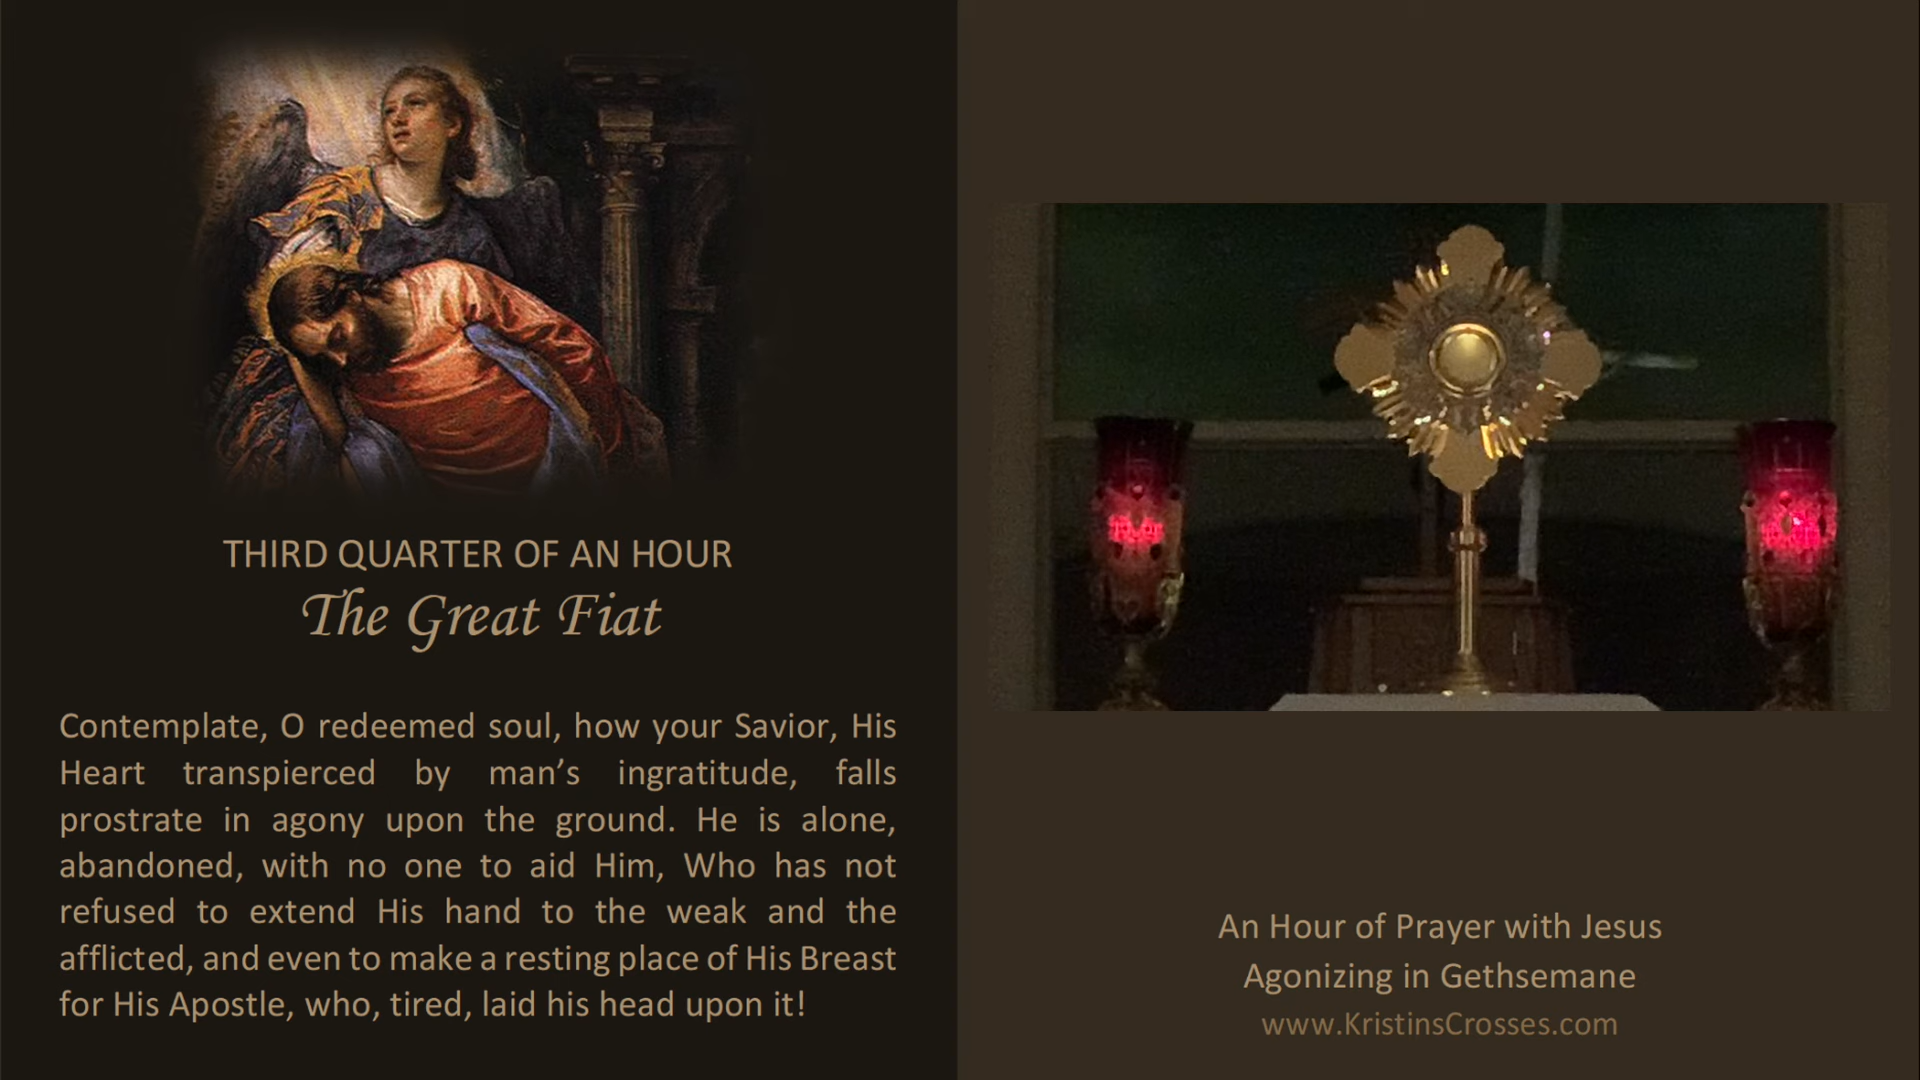 THIRD QUARTER OF AN HOUR
The Great Fiat
Contemplate, O redeemed soul, how your Savior, His
Heart transpierced by man’s ingratitude, falls
prostrate in agony upon the ground. He is alone,
abandoned, with no one to aid Him, Who has not
refused to extend His hand to the weak and the
afflicted, and even to make a resting place of His Breast
for His Apostle, who, tired, laid his head upon it!
An Hour of Prayer with Jesus
Agonizing in Gethsemane
www.KristinsCrosses.com